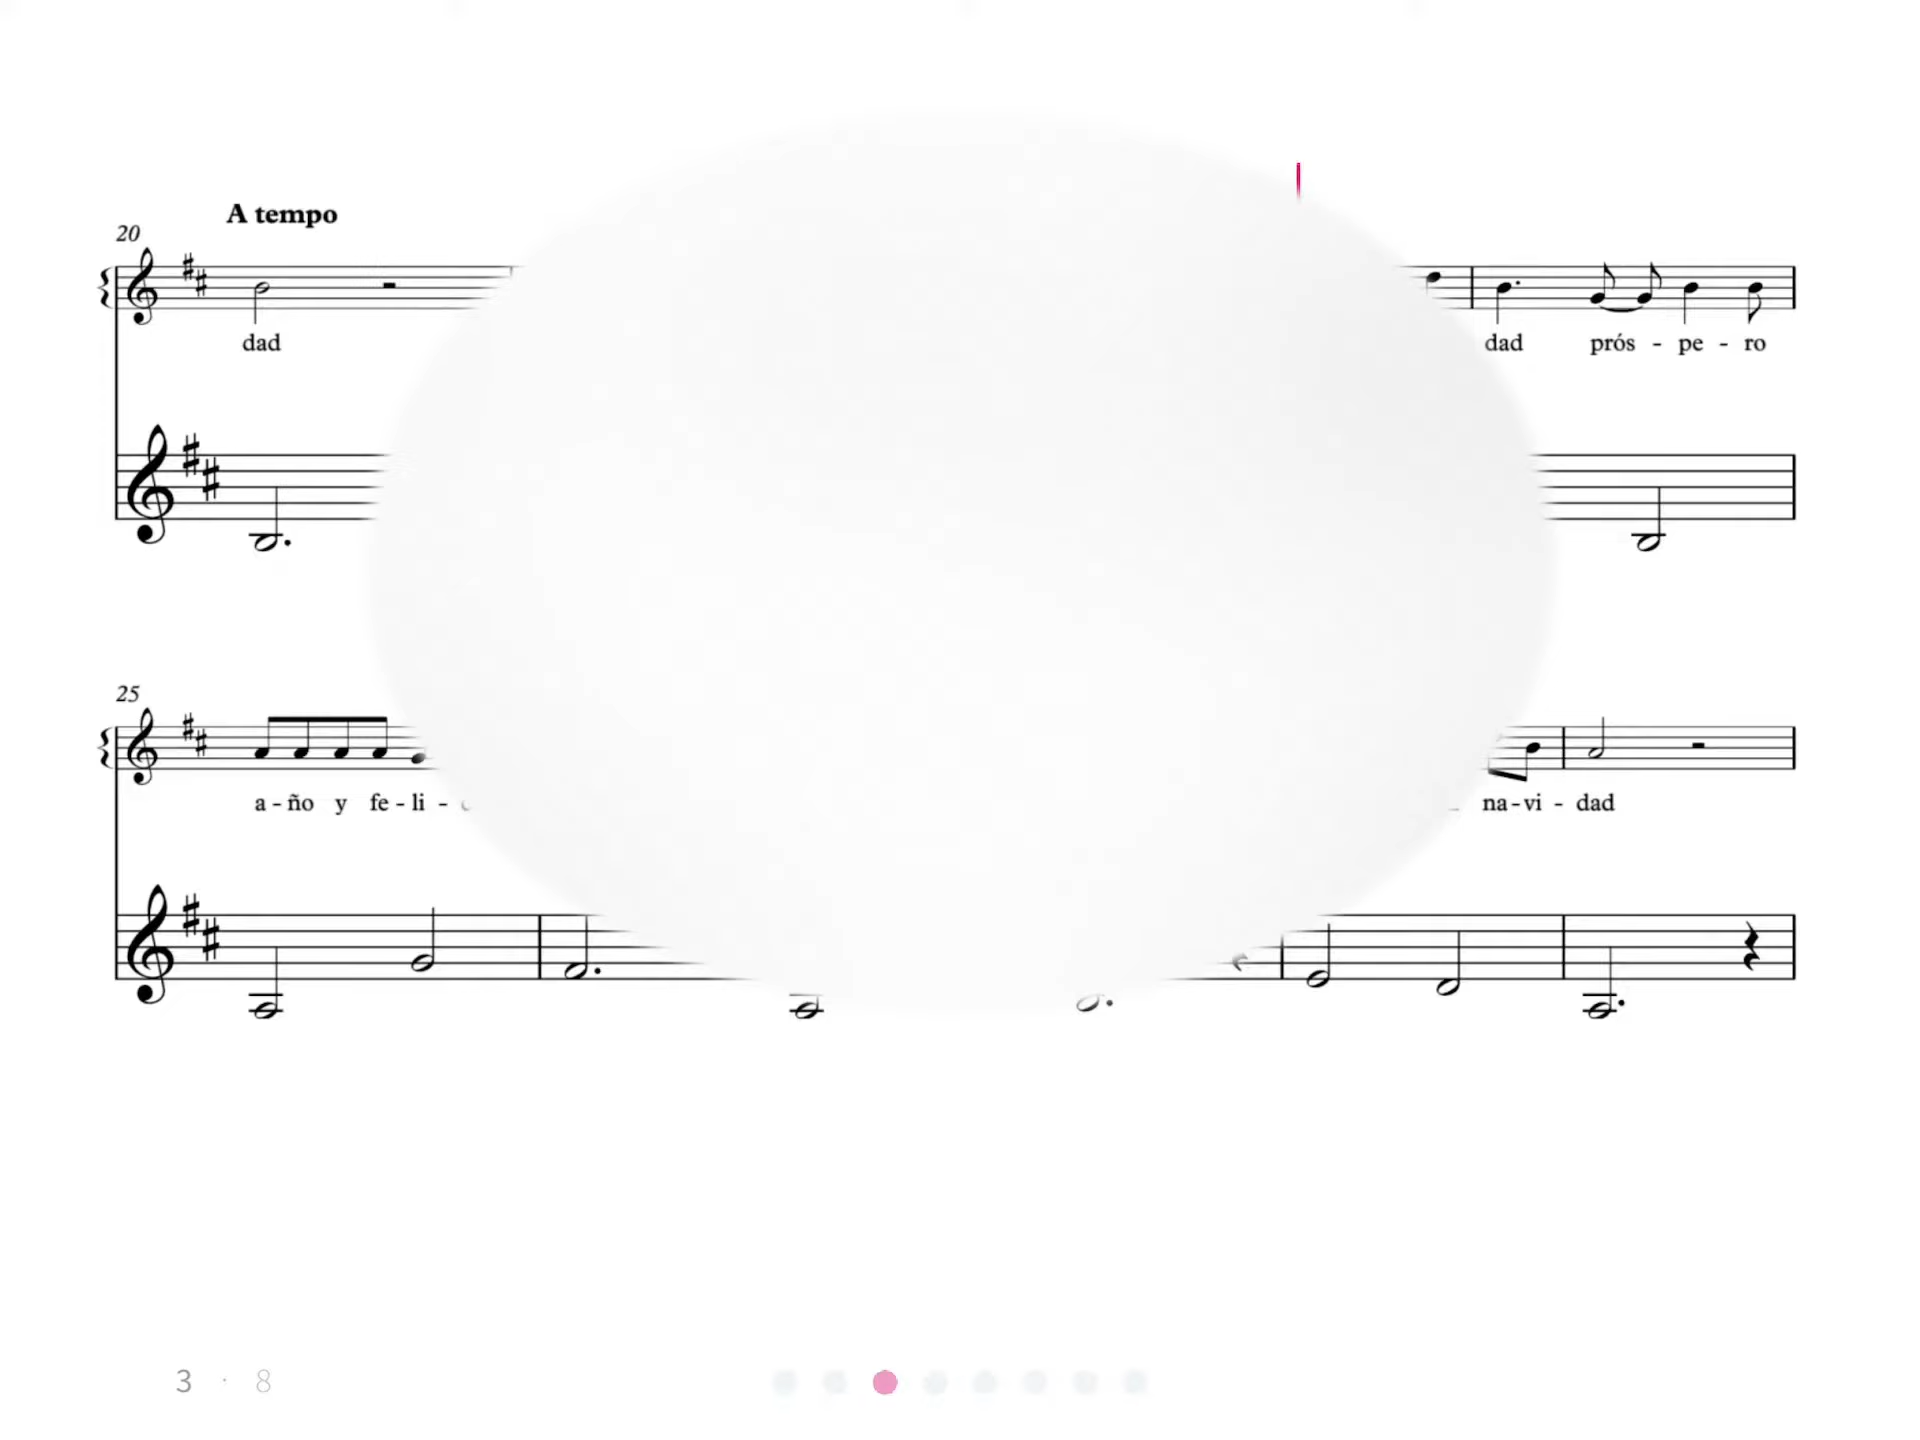 A tempo
20
dad
dad prós - pe - ro
25
a - ño y fe - li -
na - vi - dad
3 · 8